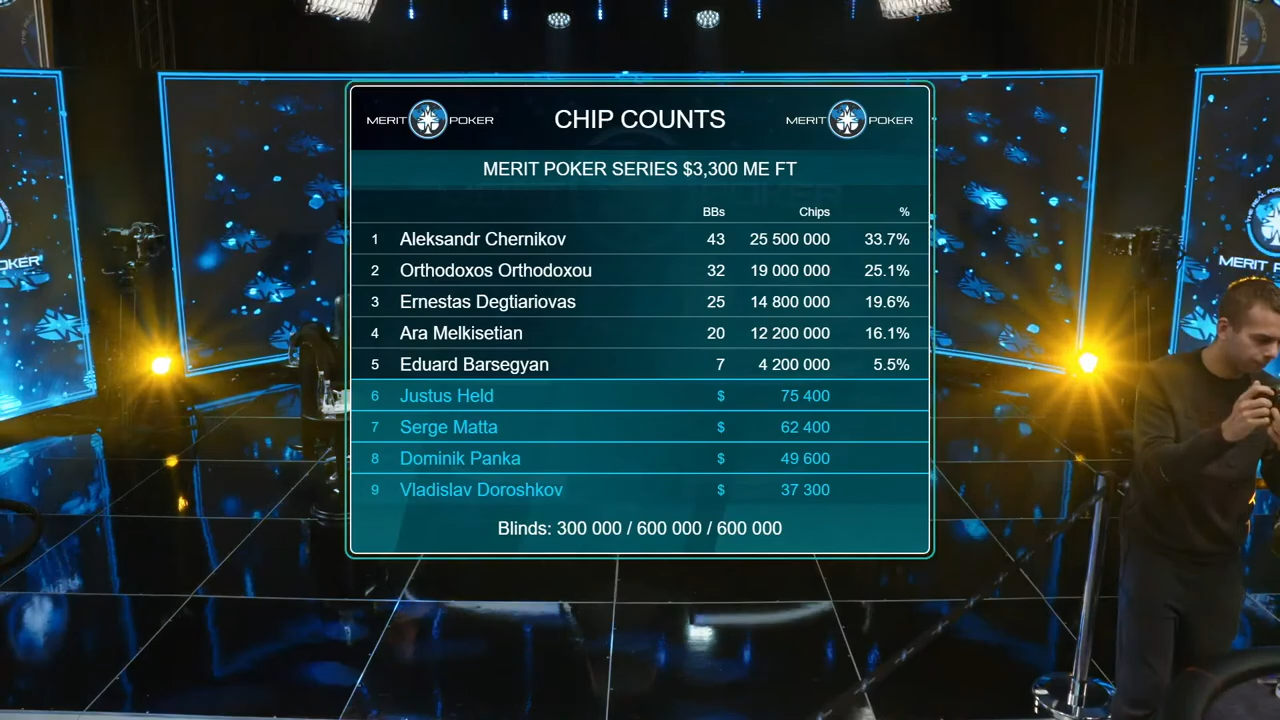 MERIT POKER
CHIP COUNTS
MERIT POKER
MERIT POKER SERIES $3,300 ME FT
BBs Chips %
1 Aleksandr Chernikov 43 25 500 000 33.7%
2 Orthodoxos Orthodoxou 32 19 000 000 25.1%
3 Ernestas Degtiariovas 25 14 800 000 19.6%
4 Ara Melkisetian 20 12 200 000 16.1%
5 Eduard Barsegyan 7 4 200 000 5.5%
6 Justus Held $ 75 400
7 Serge Matta $ 62 400
8 Dominik Panka $ 49 600
9 Vladislav Doroshkov $ 37 300
Blinds: 300 000 / 600 000 / 600 000
OKER
MERIT P